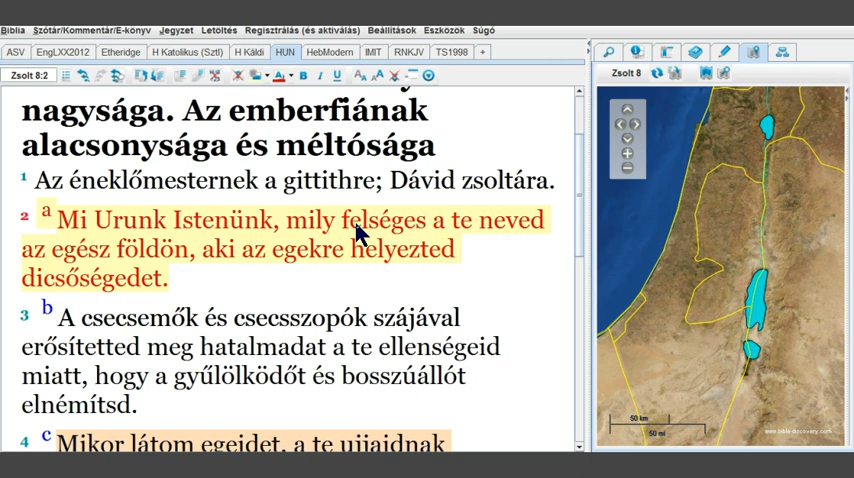 Biblia Szótár/Kommentár/E-könyv Jegyzet Letöltés Regisztrálás (és aktiválás) Beállítások Eszközök Súgó
ASV EngLXX2012 Etheridge H Katolikus (Sztl) H Káldi HUN HebModern IMIT RNKJV TS1998 +
Zsolt 8:2
Zsolt 8
nagysága. Az emberfiának
alacsonysága és méltósága
1 Az éneklőmesternek a gittithre; Dávid zsoltára.
2 a Mi Urunk Istenünk, mily felséges a te neved
az egész földön, aki az egekre helyezted
dicsőségedet.
3 b A csecsemők és csecsszopók szájával
erősítetted meg hatalmadat a te ellenségeid
miatt, hogy a gyűlölködőt és bosszúállót
elnémítsd.
4 c Mikor látom egeidet, a te ujjaidnak
50 km
50 mi
www.bible-discovery.com